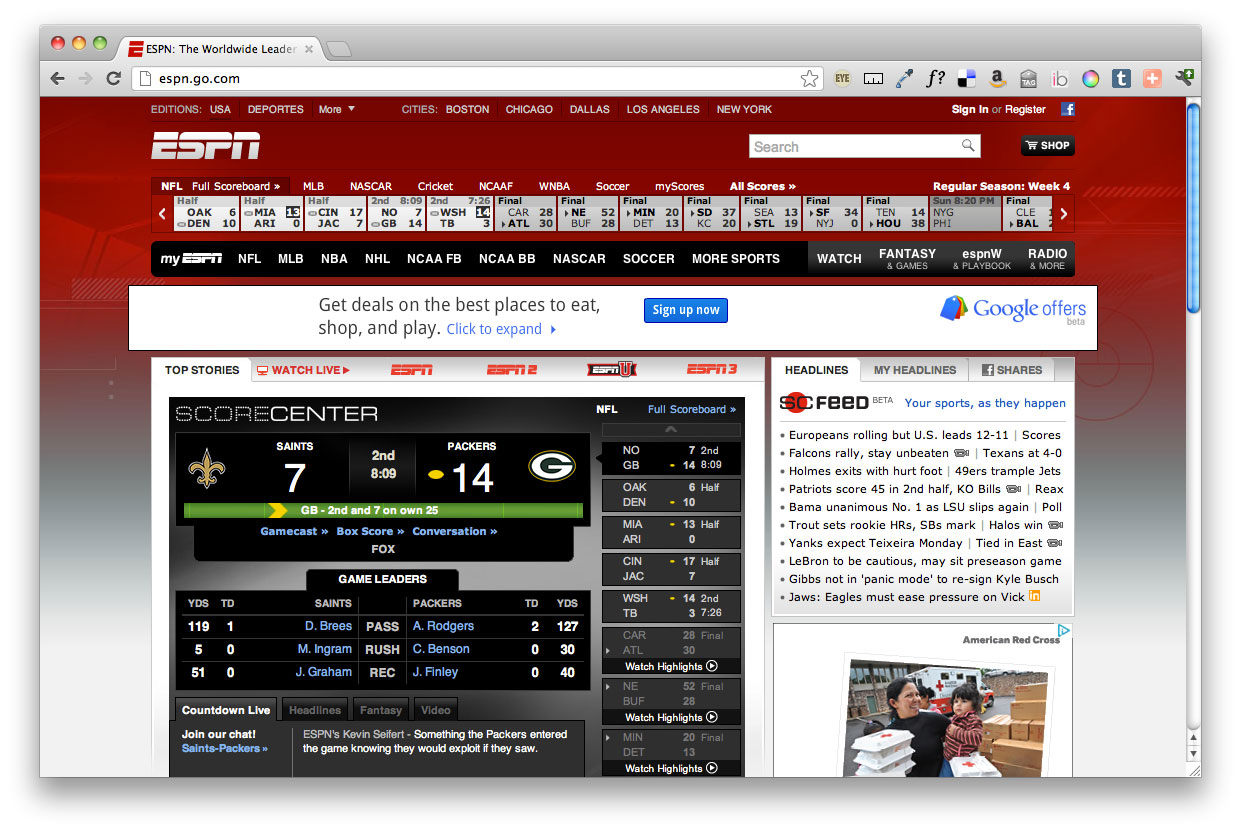 ESPN: The Worldwide Leader
espn.go.com
EYE f? a TAG ib t
EDITIONS: USA DEPORTES More CITIES: BOSTON CHICAGO DALLAS LOS ANGELES NEW YORK Sign In or Register f
ESPN Search SHOP
NFL Full Scoreboard » MLB NASCAR Cricket NCAAF WNBA Soccer myScores All Scores » Regular Season: Week 4
Half Half Half 2nd 8:09 2nd 7:26 Final Final Final Final Final Final Final Sun 8:20 PM Final
OAK 6 MIA 13 CIN 17 NO 7 WSH 14 CAR 28 NE 52 MIN 20 SD 37 SEA 13 SF 34 TEN 14 NYG CLE
DEN 10 ARI 0 JAC 7 GB 14 TB 3 ATL 30 BUF 28 DET 13 KC 20 STL 19 NYJ 0 HOU 38 PHI BAL
my ESPN NFL MLB NBA NHL NCAA FB NCAA BB NASCAR SOCCER MORE SPORTS WATCH FANTASY espnW RADIO
& GAMES & PLAYBOOK & MORE
Get deals on the best places to eat,
shop, and play. Click to expand
Sign up now
Google offers
beta
TOP STORIES WATCH LIVE ESPN ESPN 2 ESPN U ESPN 3
SCORECENTER
NFL Full Scoreboard »
SAINTS 2nd PACKERS
7 8:09 14
G
GB - 2nd and 7 on own 25
Gamecast » Box Score » Conversation »
FOX
GAME LEADERS
YDS TD SAINTS PACKERS TD YDS
119 1 D. Brees PASS A. Rodgers 2 127
5 0 M. Ingram RUSH C. Benson 0 30
51 0 J. Graham REC J. Finley 0 40
Countdown Live Headlines Fantasy Video
Join our chat!
Saints-Packers »
ESPN's Kevin Seifert - Something the Packers entered
the game knowing they would exploit if they saw.
NO 7 2nd
GB 14 8:09
OAK 6 Half
DEN 10
MIA 13 Half
ARI 0
CIN 17 Half
JAC 7
WSH 14 2nd
TB 3 7:26
CAR 28 Final
ATL 30
Watch Highlights
NE 52 Final
BUF 28
Watch Highlights
MIN 20 Final
DET 13
Watch Highlights
HEADLINES MY HEADLINES f SHARES
SC FEED BETA Your sports, as they happen
• Europeans rolling but U.S. leads 12-11 | Scores
• Falcons rally, stay unbeaten | Texans at 4-0
• Holmes exits with hurt foot | 49ers trample Jets
• Patriots score 45 in 2nd half, KO Bills | Reax
• Bama unanimous No. 1 as LSU slips again | Poll
• Trout sets rookie HRs, SBs mark | Halos win
• Yanks expect Teixeira Monday | Tied in East
• LeBron to be cautious, may sit preseason game
• Gibbs not in 'panic mode' to re-sign Kyle Busch
• Jaws: Eagles must ease pressure on Vick in
American Red Cross